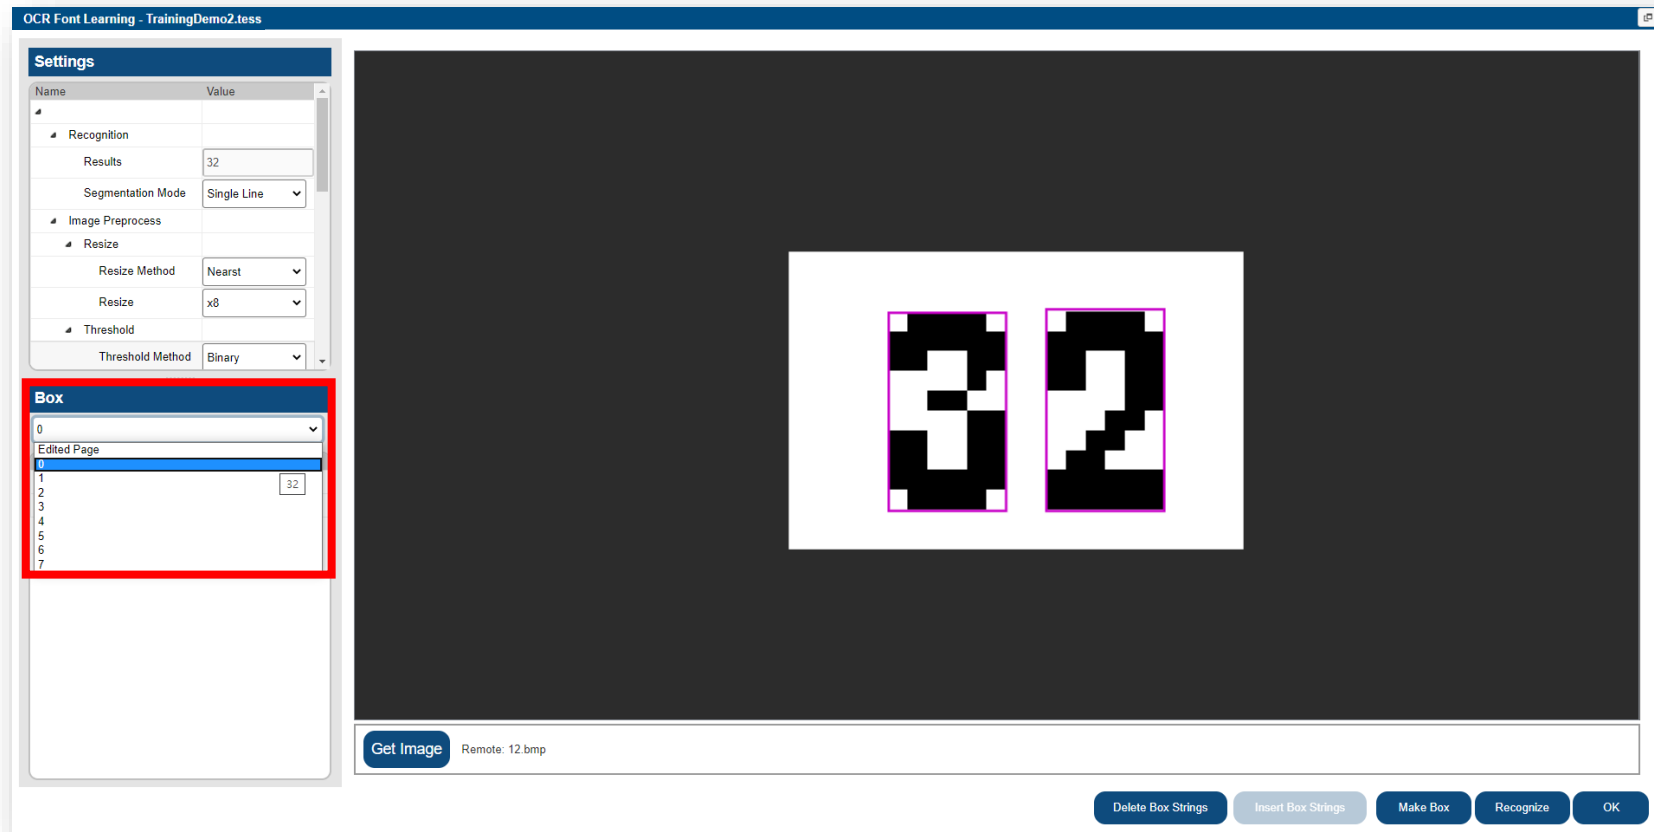 OCR Font Learning - TrainingDemo2.tess
Settings
Name Value
Recognition
Results 32
Segmentation Mode Single Line
Image Preprocess
Resize
Resize Method Nearst
Resize x8
Threshold
Threshold Method Binary
Box
0
Edited Page
0
1
32
2
3
4
5
6
7
32
Get Image Remote: 12.bmp
Delete Box Strings Insert Box Strings Make Box Recognize OK